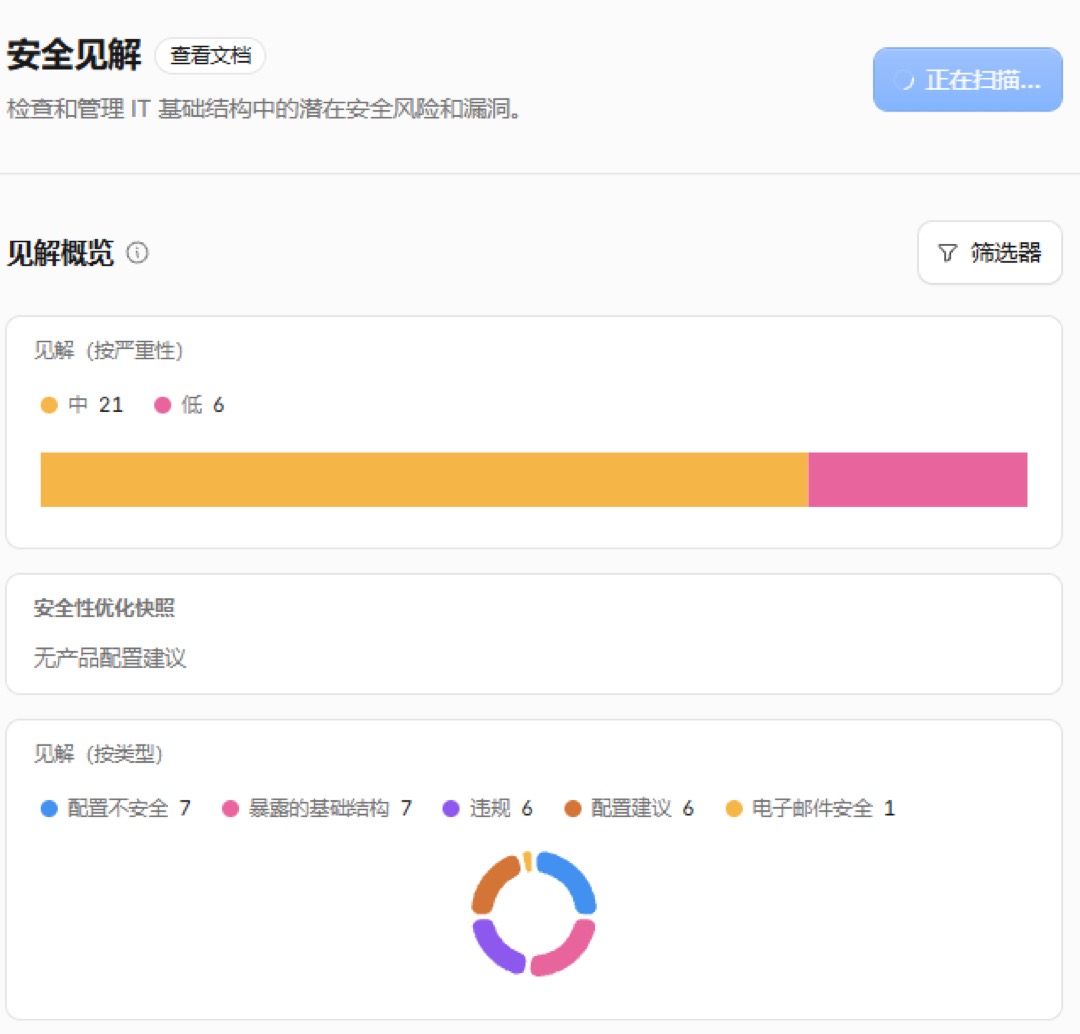 安全见解 查看文档
正在扫描...
检查和管理 IT 基础结构中的潜在安全风险和漏洞。
见解概览
筛选器
见解（按严重性）
中 21 低 6
安全性优化快照
无产品配置建议
见解（按类型）
配置不安全 7 暴露的基础结构 7 违规 6 配置建议 6 电子邮件安全 1